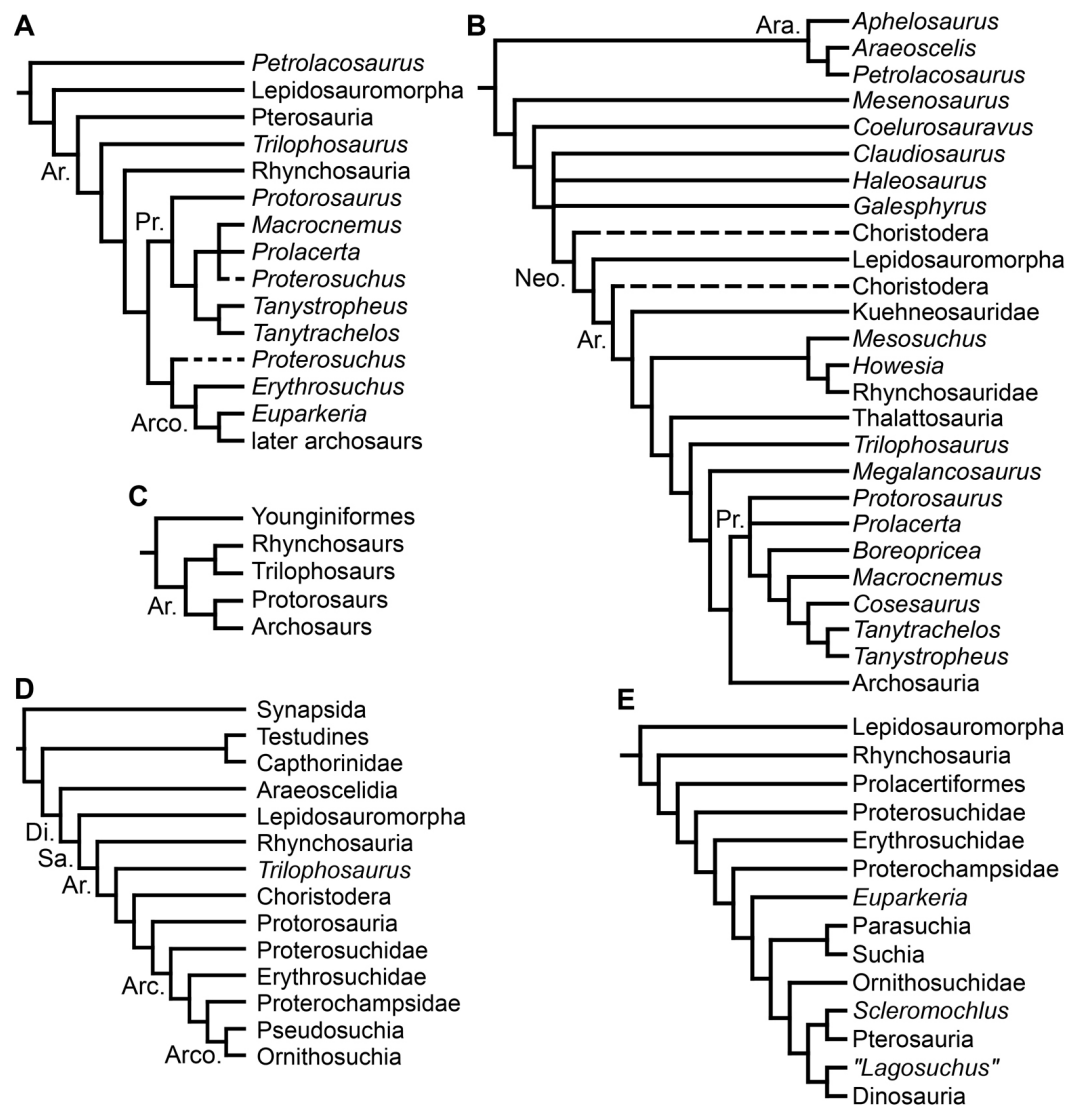 A
Petrolacosaurus
Lepidosauromorpha
Pterosauria
Trilophosaurus
Ar.
Rhynchosauria
Protorosaurus
Pr.
Macrocnemus
Prolacerta
Proterosuchus
Tanystropheus
Tanytrachelos
Proterosuchus
Erythrosuchus
Euparkeria
Arco.
later archosaurs
B
Ara.
Aphelosaurus
Araeoscelis
Petrolacosaurus
Mesenosaurus
Coelurosauravus
Claudiosaurus
Haleosaurus
Galesphyrus
Choristodera
Lepidosauromorpha
Neo.
Choristodera
Kuehneosauridae
Ar.
Mesosuchus
Howesia
Rhynchosauridae
Thalattosauria
Trilophosaurus
Megalancosaurus
Protorosaurus
Pr.
Prolacerta
Boreopricea
Macrocnemus
Cosesaurus
Tanytrachelos
Tanystropheus
Archosauria
C
Younginiformes
Rhynchosaurs
Trilophosaurs
Ar.
Protorosaurs
Archosaurs
D
Synapsida
Testudines
Capthorinidae
Araeoscelidia
Lepidosauromorpha
Di.
Rhynchosauria
Sa.
Trilophosaurus
Ar.
Choristodera
Protorosauria
Proterosuchidae
Erythrosuchidae
Arc.
Proterochampsidae
Pseudosuchia
Arco.
Ornithosuchia
E
Lepidosauromorpha
Rhynchosauria
Prolacertiformes
Proterosuchidae
Erythrosuchidae
Proterochampsidae
Euparkeria
Parasuchia
Suchia
Ornithosuchidae
Scleromochlus
Pterosauria
"Lagosuchus"
Dinosauria